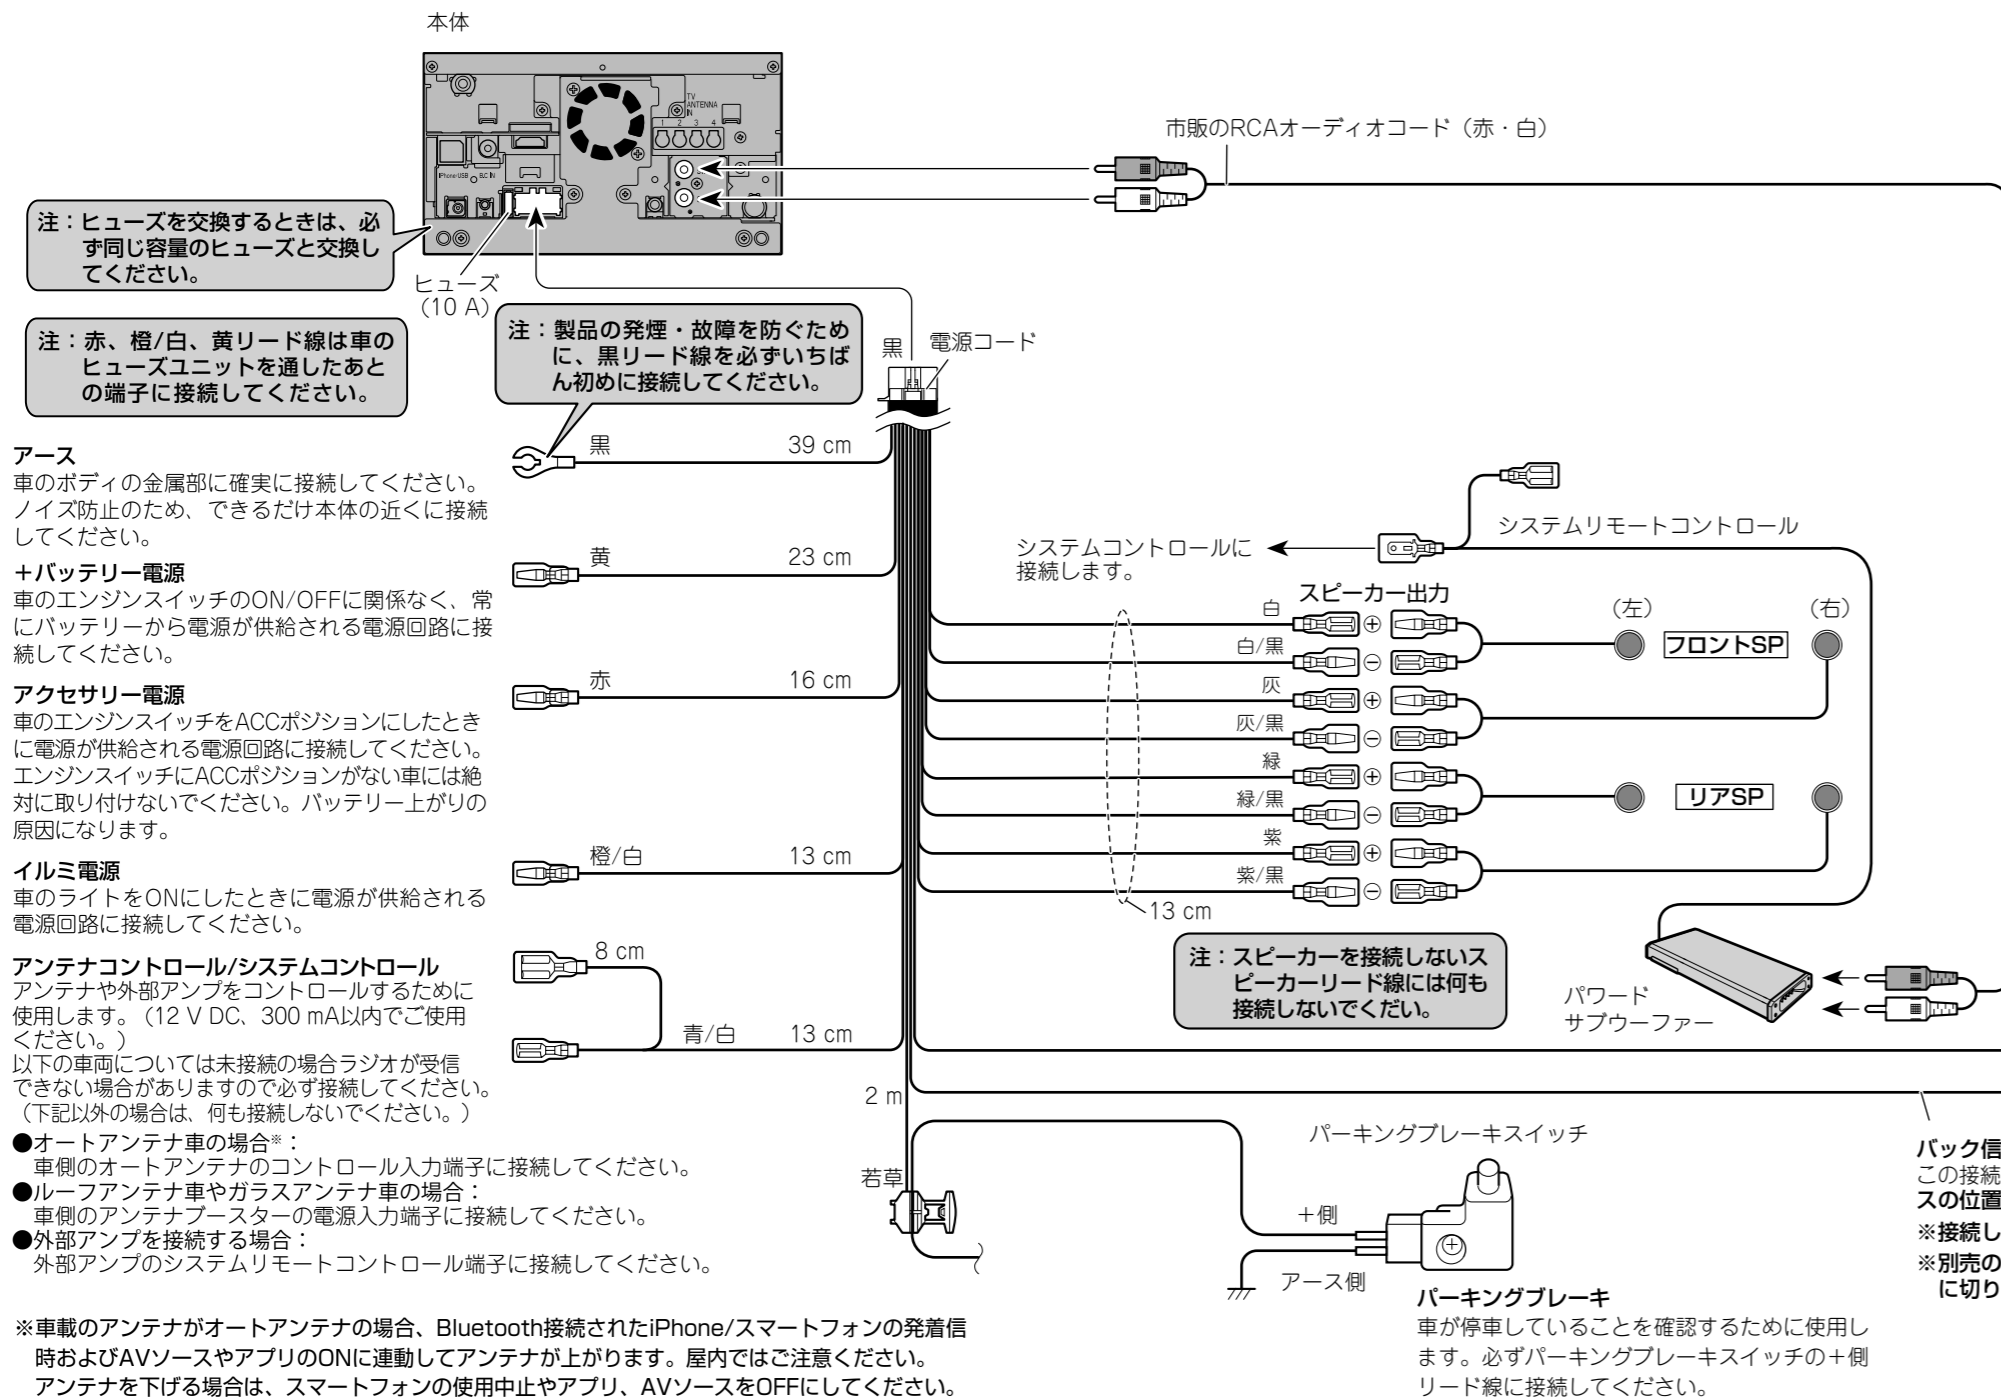 本体
TV
ANTENNA
IN
1 2 3 4
iPhone/USB
市販のRCAオーディオコード（赤・白）
注：ヒューズを交換するときは、必
ず同じ容量のヒューズと交換し
てください。
ヒューズ
（10 A）
注：赤、橙/白、黄リード線は車の
ヒューズユニットを通したあと
の端子に接続してください。
注：製品の発煙・故障を防ぐため
に、黒リード線を必ずいちば
ん初めに接続してください。
黒
電源コード
黒 39 cm
アース
車のボディの金属部に確実に接続してください。
ノイズ防止のため、できるだけ本体の近くに接続
してください。
黄 23 cm
＋バッテリー電源
車のエンジンスイッチのON/OFFに関係なく、常
にバッテリーから電源が供給される電源回路に接
続してください。
赤 16 cm
アクセサリー電源
車のエンジンスイッチをACCポジションにしたとき
に電源が供給される電源回路に接続してください。
エンジンスイッチにACCポジションがない車には絶
対に取り付けないでください。バッテリー上がりの
原因になります。
橙/白 13 cm
イルミ電源
車のライトをONにしたときに電源が供給される
電源回路に接続してください。
8 cm
青/白 13 cm
アンテナコントロール/システムコントロール
アンテナや外部アンプをコントロールするために
使用します。（12 V DC、300 mA以内でご使用
ください。）
以下の車両については未接続の場合ラジオが受信
できない場合がありますので必ず接続してください。
（下記以外の場合は、何も接続しないでください。）
●オートアンテナ車の場合※：
車側のオートアンテナのコントロール入力端子に接続してください。
●ルーフアンテナ車やガラスアンテナ車の場合：
車側のアンテナブースターの電源入力端子に接続してください。
●外部アンプを接続する場合：
外部アンプのシステムリモートコントロール端子に接続してください。
※車載のアンテナがオートアンテナの場合、Bluetooth接続されたiPhone/スマートフォンの発着信
時およびAVソースやアプリのONに連動してアンテナが上がります。屋内ではご注意ください。
アンテナを下げる場合は、スマートフォンの使用中止やアプリ、AVソースをOFFにしてください。
システムリモートコントロール
システムコントロールに
接続します。
スピーカー出力
白 ⊕
白/黒 ⊖
灰 ⊕
灰/黒 ⊖
緑 ⊕
緑/黒 ⊖
紫 ⊕
紫/黒 ⊖
13 cm
（左） フロントSP （右）
リアSP
注：スピーカーを接続しないス
ピーカーリード線には何も
接続しないでくだい。
パワード
サブウーファー
2 m
若草
パーキングブレーキスイッチ
＋側
アース側
パーキングブレーキ
車が停車していることを確認するために使用し
ます。必ずパーキングブレーキスイッチの＋側
リード線に接続してください。
バック信
この接続
スの位置
※接続し
※別売の
に切り